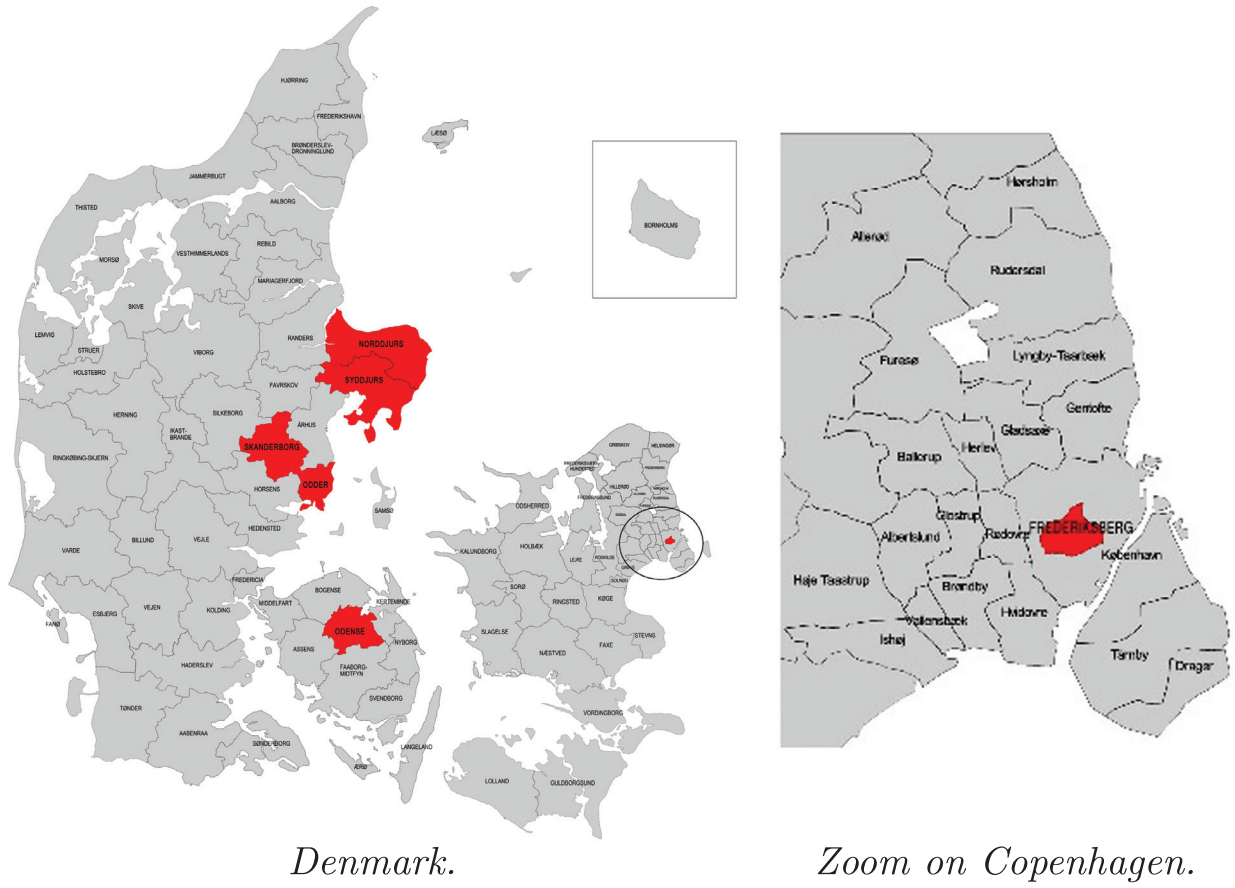 HJØRRING
FREDERIKSHAVN
LÆSØ
BRØNDERSLEV-
DRONNINGLUND
JAMMERBUGT
THISTED
AALBORG
REBILD
VESTHIMMERLANDS
MORSØ
MARIAGERFJORD
SKIVE
BORNHOLMS
LEMVIG
STRUER
HOLSTEBRO
VIBORG
RANDERS
NORDDJURS
SYDDJURS
FAVRSKOV
HERNING
SILKEBORG
IKAST-
BRANDE
ÅRHUS
SKANDERBORG
RINGKØBING-SKJERN
ODDER
HORSENS
SAMSØ
HEDENSTED
VARDE
BILLUND
VEJLE
FREDERICIA
MIDDELFART
BOGENSE
KERTEMINDE
FANØ
ESBJERG
VEJEN
KOLDING
ODENSE
NYBORG
ASSENS
HADERSLEV
FAABORG-
MIDTFYN
SVENDBORG
TØNDER
AABENRAA
SØNDERBORG
ÆRØ
LANGELAND
GRIBSKOV
HELSINGØR
HUNDESTED
HILLERØD
FREDERIKSSUND
ODSHERRED
KALUNDBORG
HOLBÆK
LEJRE
ROSKILDE
GREVE
SOLRØD
SORØ
RINGSTED
KØGE
SLAGELSE
STEVNS
FAXE
NÆSTVED
VORDINGBORG
LOLLAND
GULDBORGSUND
Hørsholm
Allerød
Rudersdal
Furesø
Lyngby-Taarbæk
Gentofte
Gladsaxe
Herlev
Ballerup
Glostrup
FREDERIKSBERG
Rødovre
Albertslund
København
Høje Taastrup
Brøndby
Hvidovre
Vallensbæk
Ishøj
Tårnby
Dragør
Denmark.
Zoom on Copenhagen.